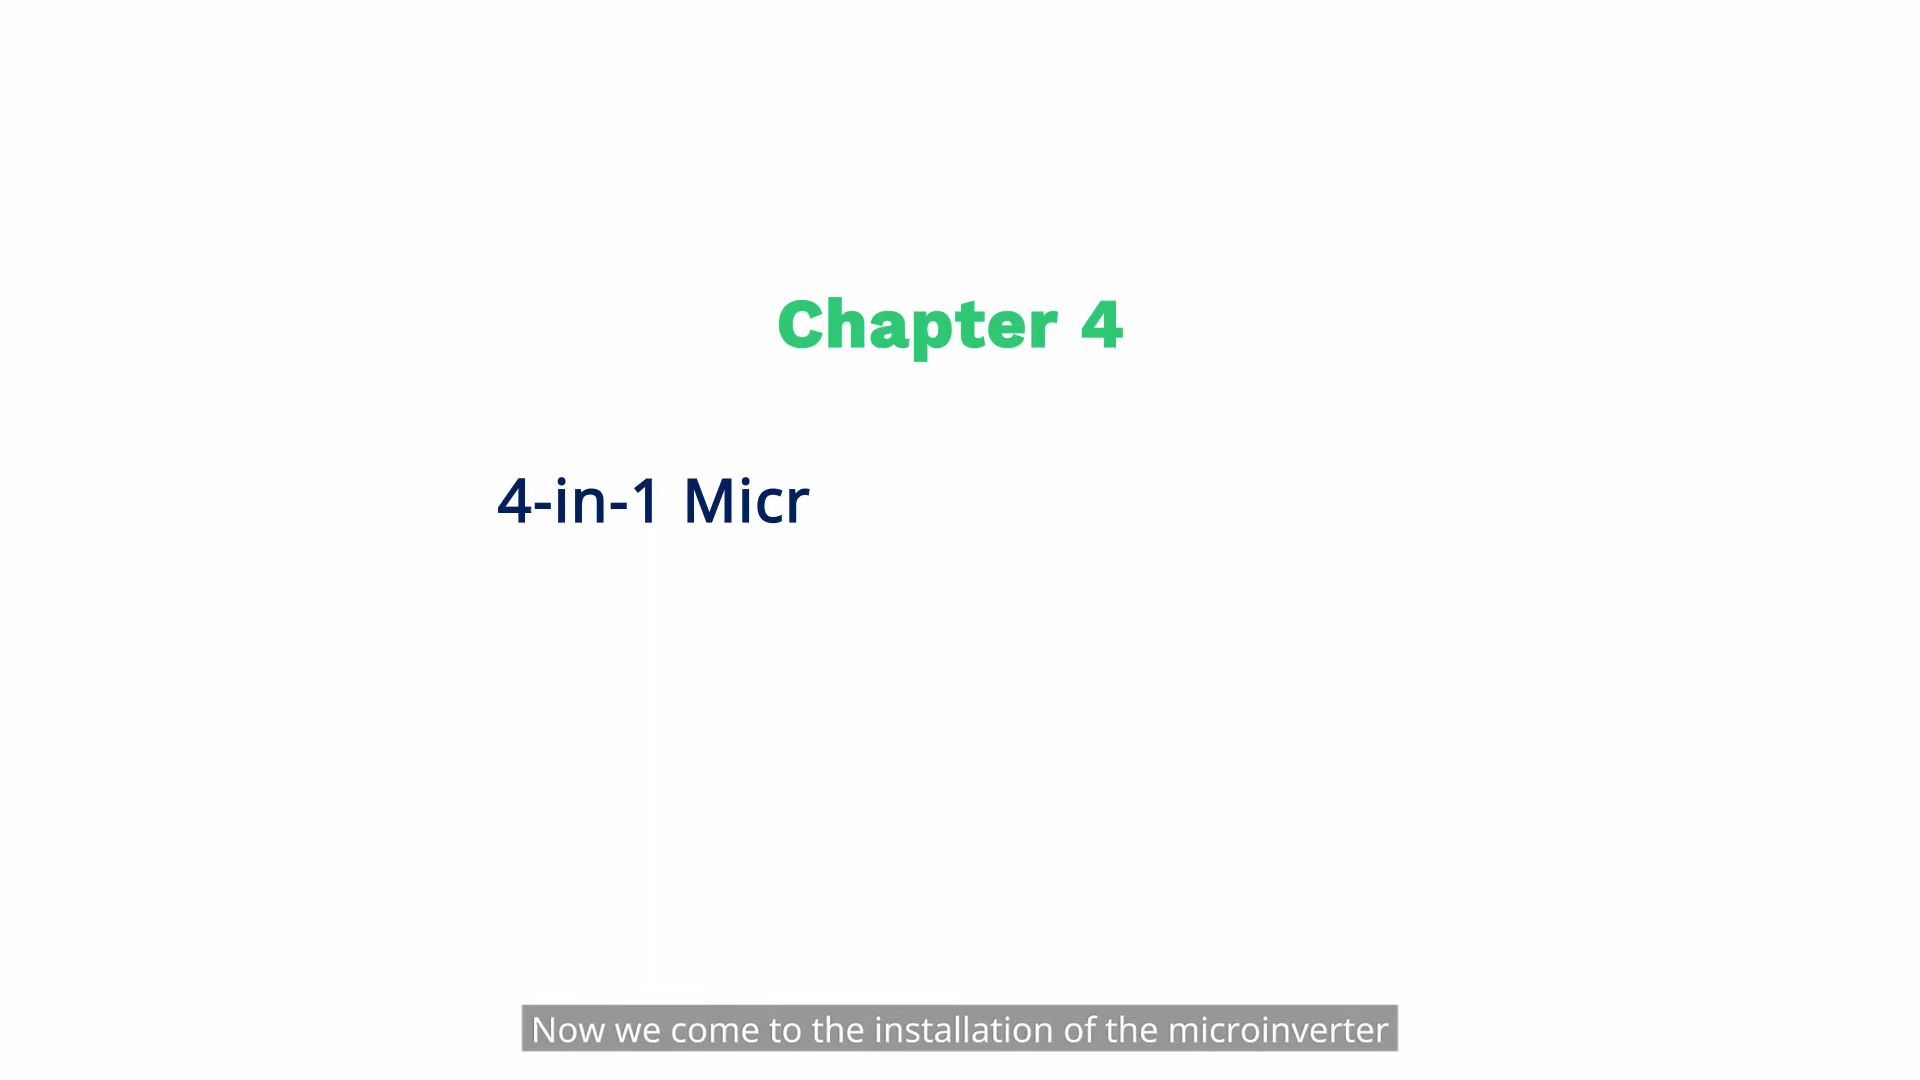 Chapter 4
4-in-1 Micr
Now we come to the installation of the microinverter